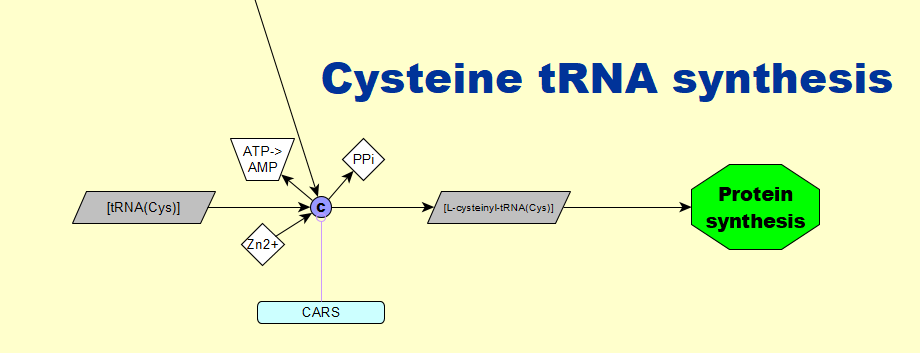 Cysteine tRNA synthesis
ATP->
AMP
PPi
[tRNA(Cys)]
C
[L-cysteinyl-tRNA(Cys)]
Protein
synthesis
Zn2+
CARS